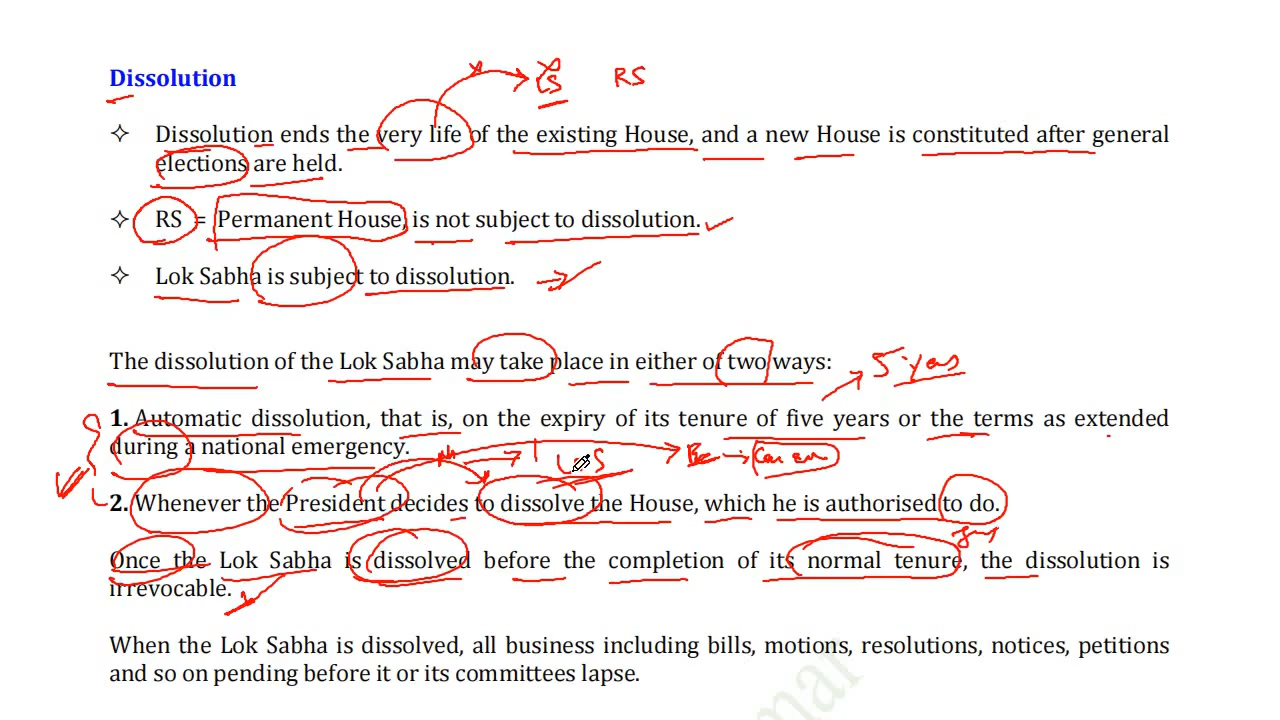 LS RS
Dissolution
Dissolution ends the very life of the existing House, and a new House is constituted after general
elections are held.
RS = Permanent House, is not subject to dissolution.
Lok Sabha is subject to dissolution.
The dissolution of the Lok Sabha may take place in either of two ways:
5 years
1. Automatic dissolution, that is, on the expiry of its tenure of five years or the terms as extended
during a national emergency.
2. Whenever the President decides to dissolve the House, which he is authorised to do.
Once the Lok Sabha is dissolved before the completion of its normal tenure, the dissolution is
irrevocable.
When the Lok Sabha is dissolved, all business including bills, motions, resolutions, notices, petitions
and so on pending before it or its committees lapse.